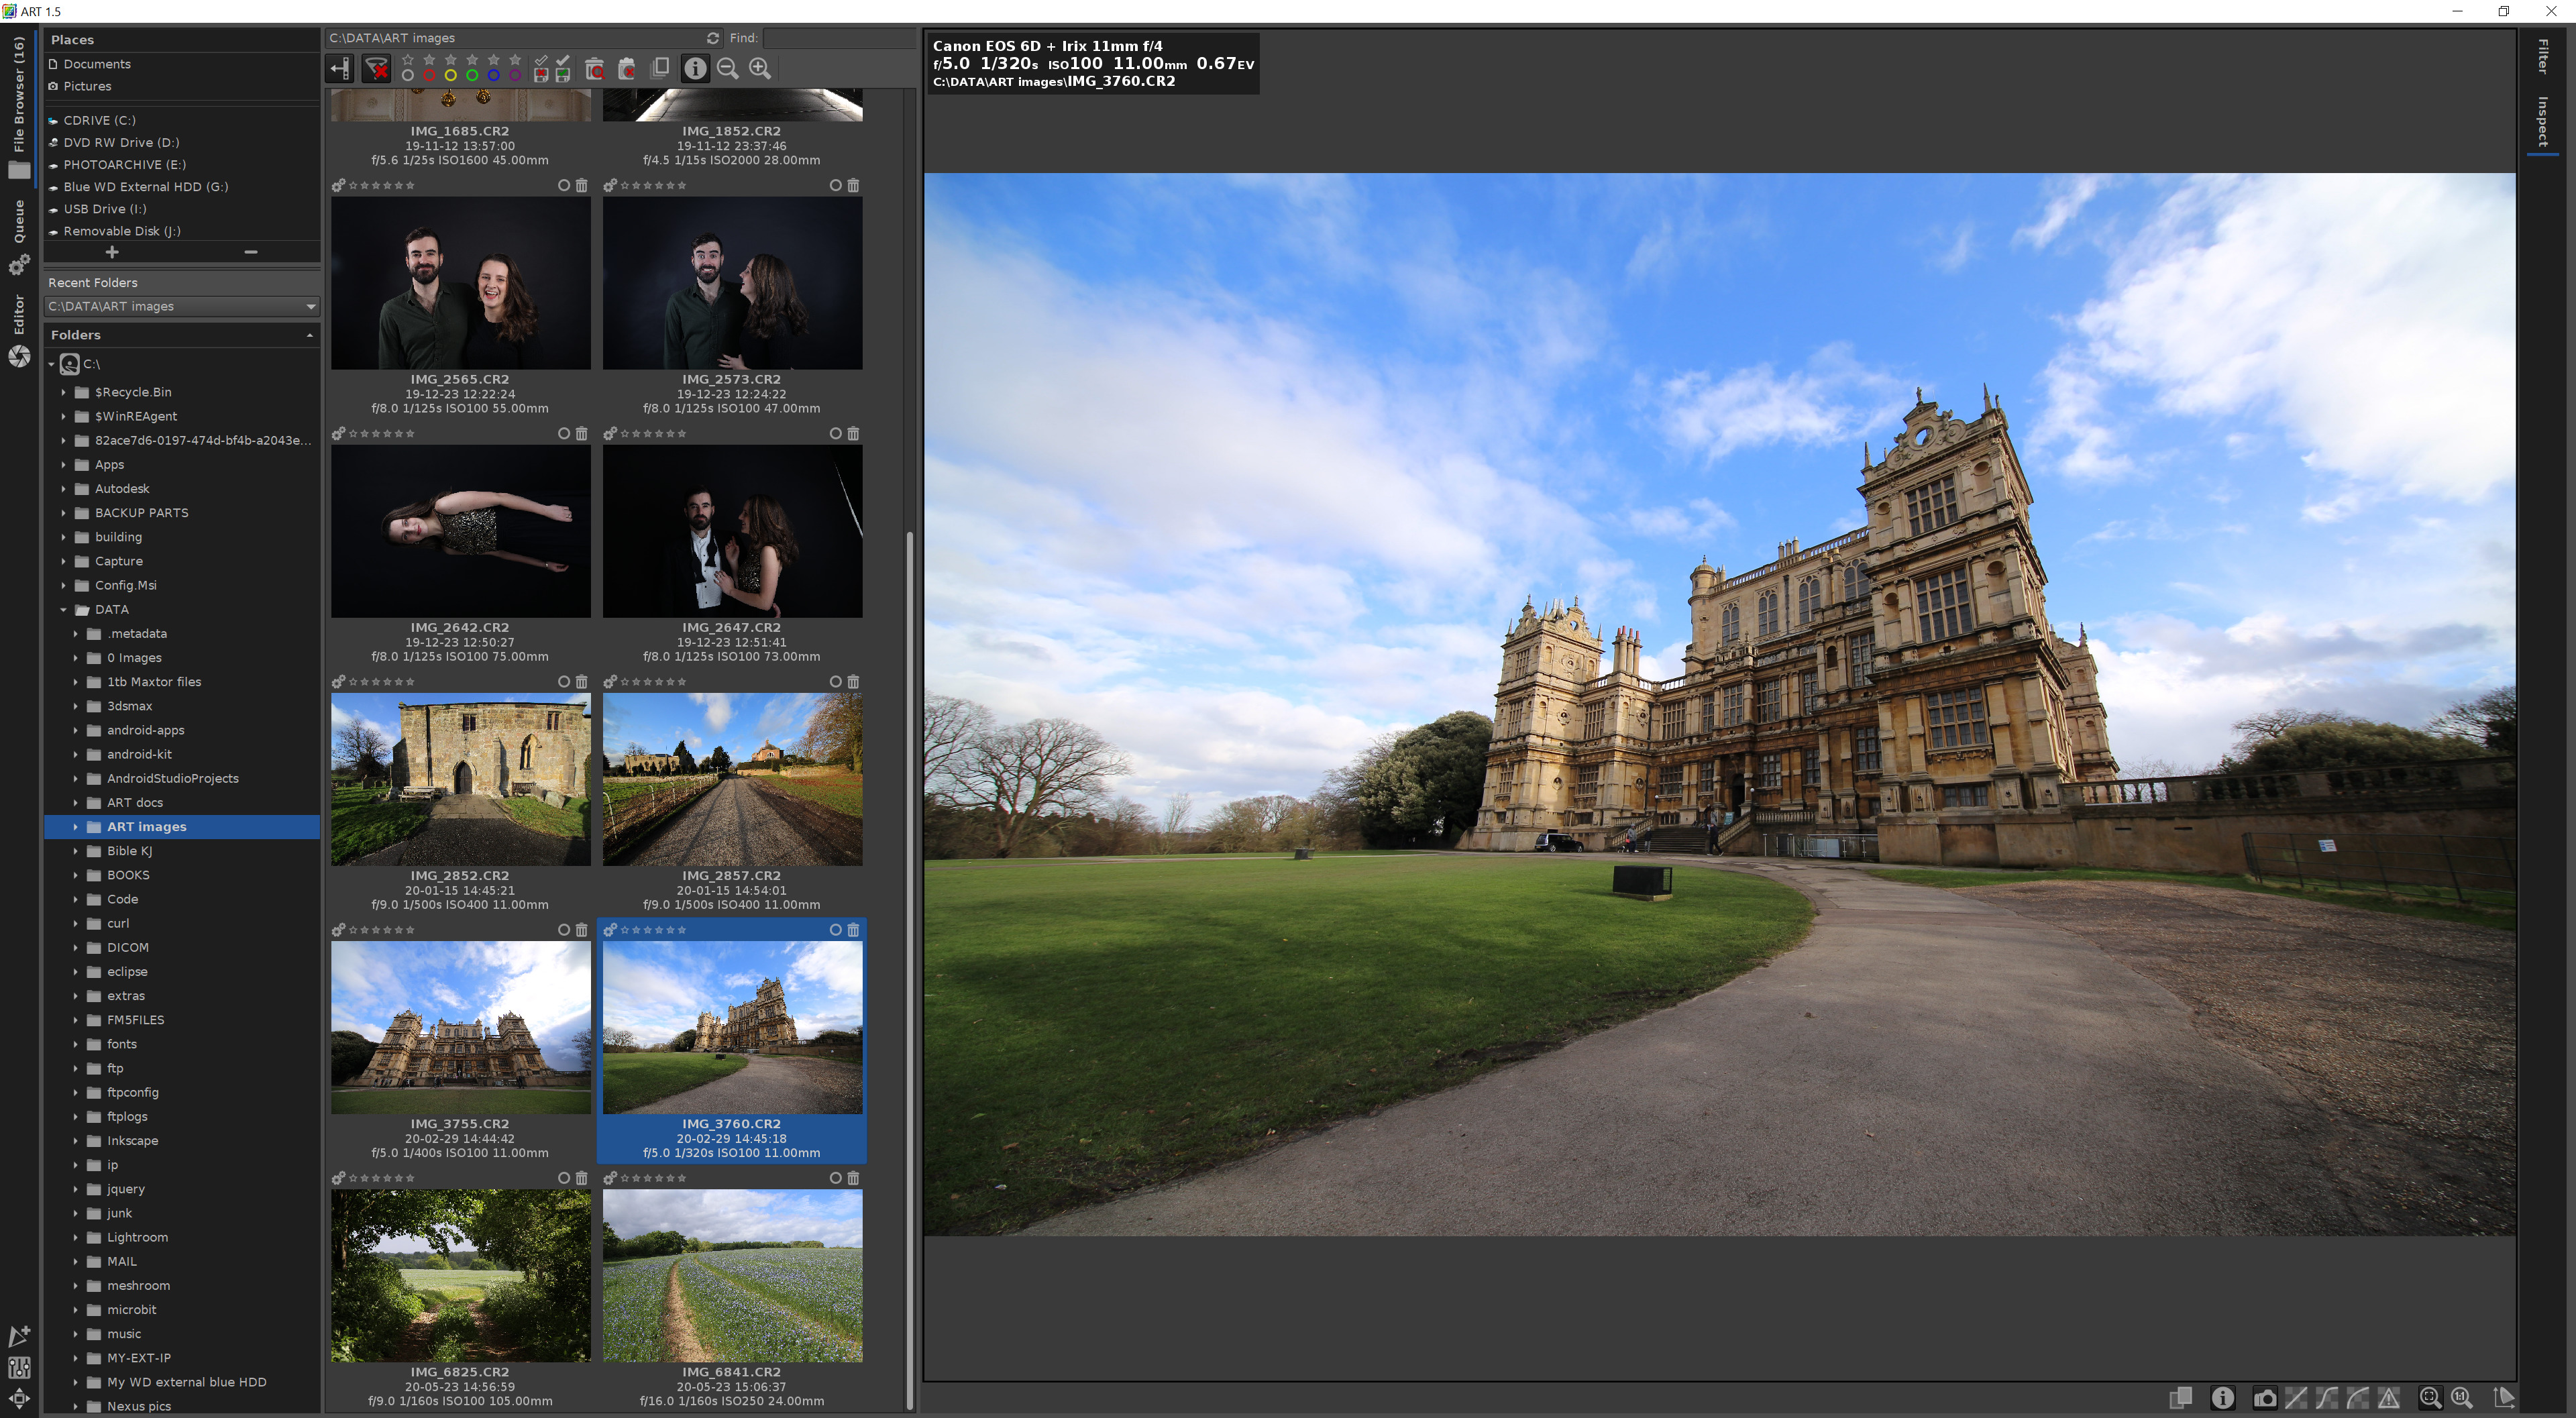 ART 1.5
File Browser (16)
Queue
Editor
Places
Documents
Pictures
CDRIVE (C:)
DVD RW Drive (D:)
PHOTOARCHIVE (E:)
Blue WD External HDD (G:)
USB Drive (I:)
Removable Disk (J:)
Recent Folders
C:\DATA\ART images
Folders
C:\
$Recycle.Bin
$WinREAgent
82ace7d6-0197-474d-bf4b-a2043e...
Apps
Autodesk
BACKUP PARTS
building
Capture
Config.Msi
DATA
.metadata
0 Images
1tb Maxtor files
3dsmax
android-apps
android-kit
AndroidStudioProjects
ART docs
ART images
Bible KJ
BOOKS
Code
curl
DICOM
eclipse
extras
FM5FILES
fonts
ftp
ftpconfig
ftplogs
Inkscape
ip
jquery
junk
Lightroom
MAIL
meshroom
microbit
music
MY-EXT-IP
My WD external blue HDD
Nexus pics
C:\DATA\ART images
Find:
IMG_1685.CR2
19-11-12 13:57:00
f/5.6 1/25s ISO1600 45.00mm
IMG_1852.CR2
19-11-12 23:37:46
f/4.5 1/15s ISO2000 28.00mm
IMG_2565.CR2
19-12-23 12:22:24
f/8.0 1/125s ISO100 55.00mm
IMG_2573.CR2
19-12-23 12:24:22
f/8.0 1/125s ISO100 47.00mm
IMG_2642.CR2
19-12-23 12:50:27
f/8.0 1/125s ISO100 75.00mm
IMG_2647.CR2
19-12-23 12:51:41
f/8.0 1/125s ISO100 73.00mm
IMG_2852.CR2
20-01-15 14:45:21
f/9.0 1/500s ISO400 11.00mm
IMG_2857.CR2
20-01-15 14:54:01
f/9.0 1/500s ISO400 11.00mm
IMG_3755.CR2
20-02-29 14:44:42
f/5.0 1/400s ISO100 11.00mm
IMG_3760.CR2
20-02-29 14:45:18
f/5.0 1/320s ISO100 11.00mm
IMG_6825.CR2
20-05-23 14:56:59
f/9.0 1/160s ISO100 105.00mm
IMG_6841.CR2
20-05-23 15:06:37
f/16.0 1/160s ISO250 24.00mm
Canon EOS 6D + Irix 11mm f/4
f/5.0 1/320s ISO100 11.00mm 0.67EV
C:\DATA\ART images\IMG_3760.CR2
Filter
Inspect